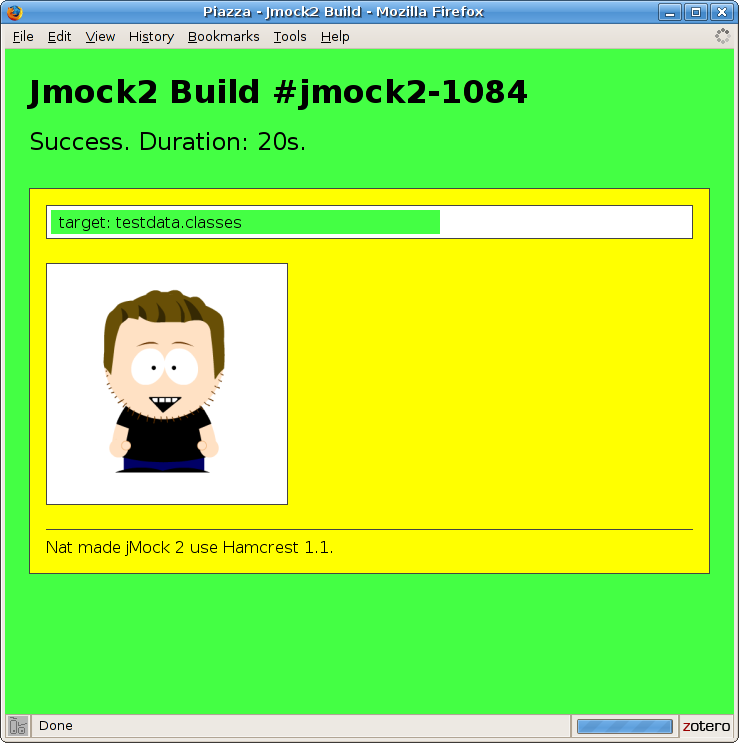 Piazza - Jmock2 Build - Mozilla Firefox
File Edit View History Bookmarks Tools Help
Jmock2 Build #jmock2-1084
Success. Duration: 20s.
target: testdata.classes
Nat made jMock 2 use Hamcrest 1.1.
Done
zotero